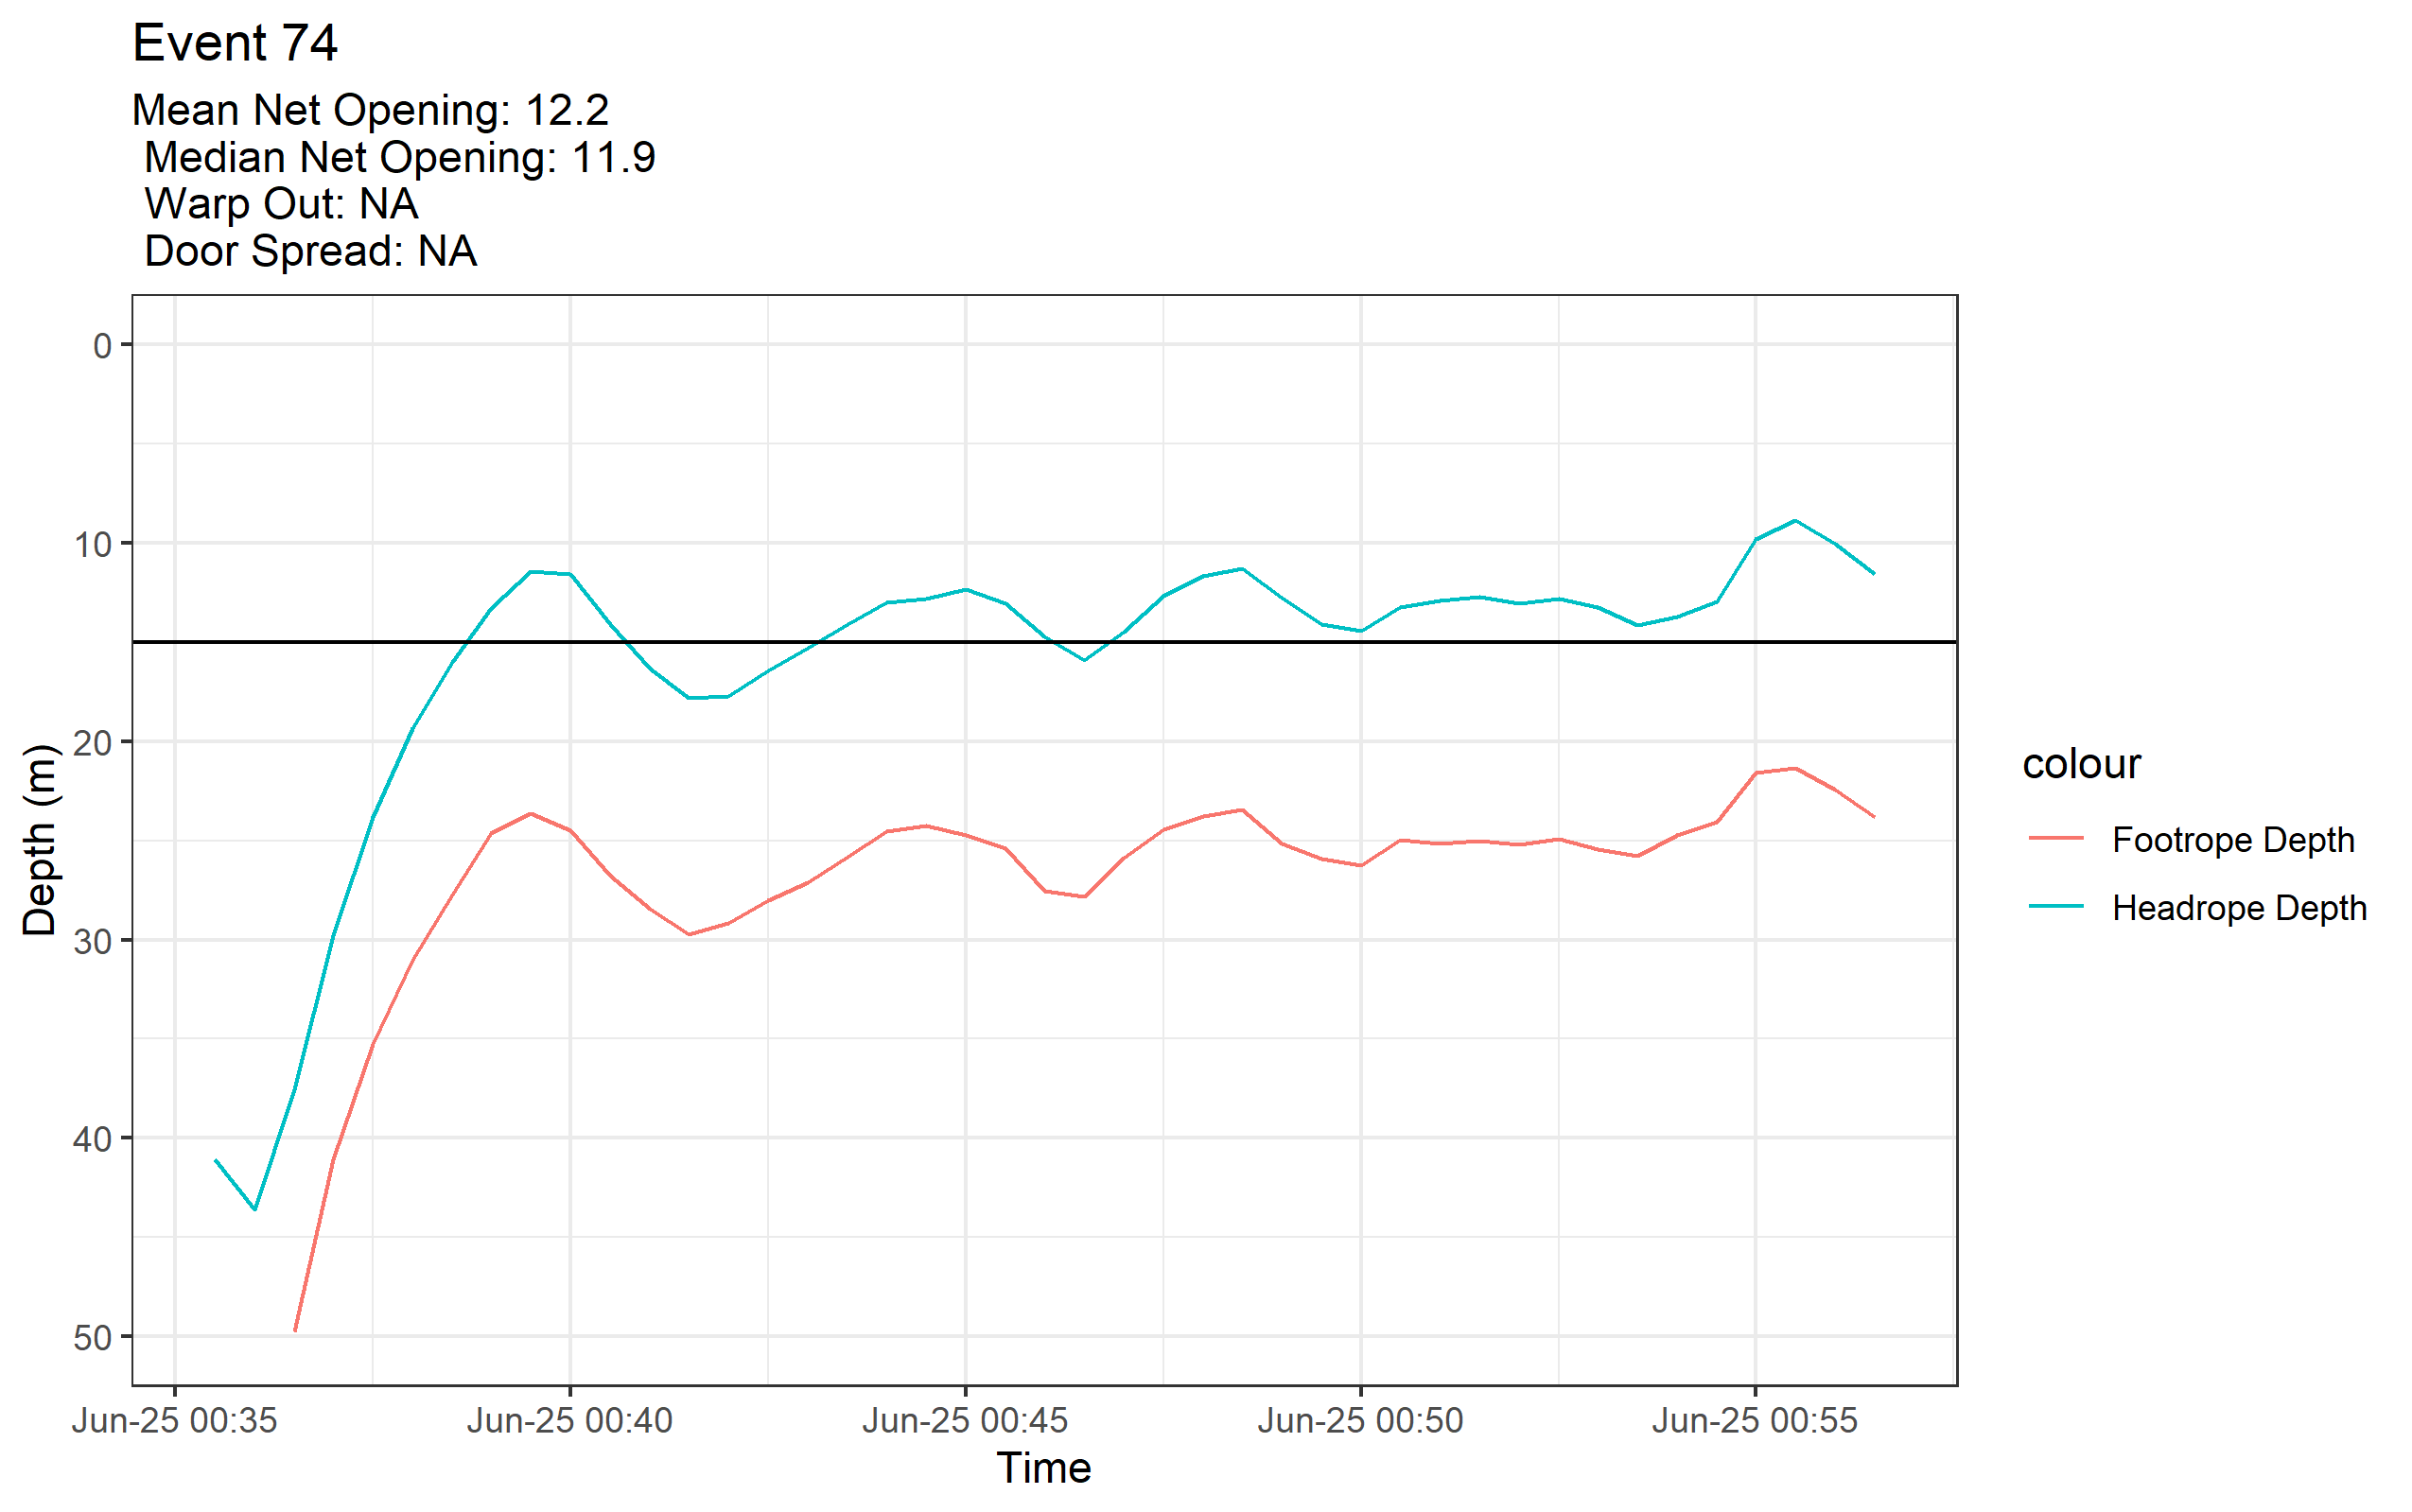 Event 74
Mean Net Opening: 12.2
Median Net Opening: 11.9
Warp Out: NA
Door Spread: NA
0
10
20
30
40
50
Depth (m)
Jun-25 00:35
Jun-25 00:40
Jun-25 00:45
Jun-25 00:50
Jun-25 00:55
Time
colour
Footrope Depth
Headrope Depth